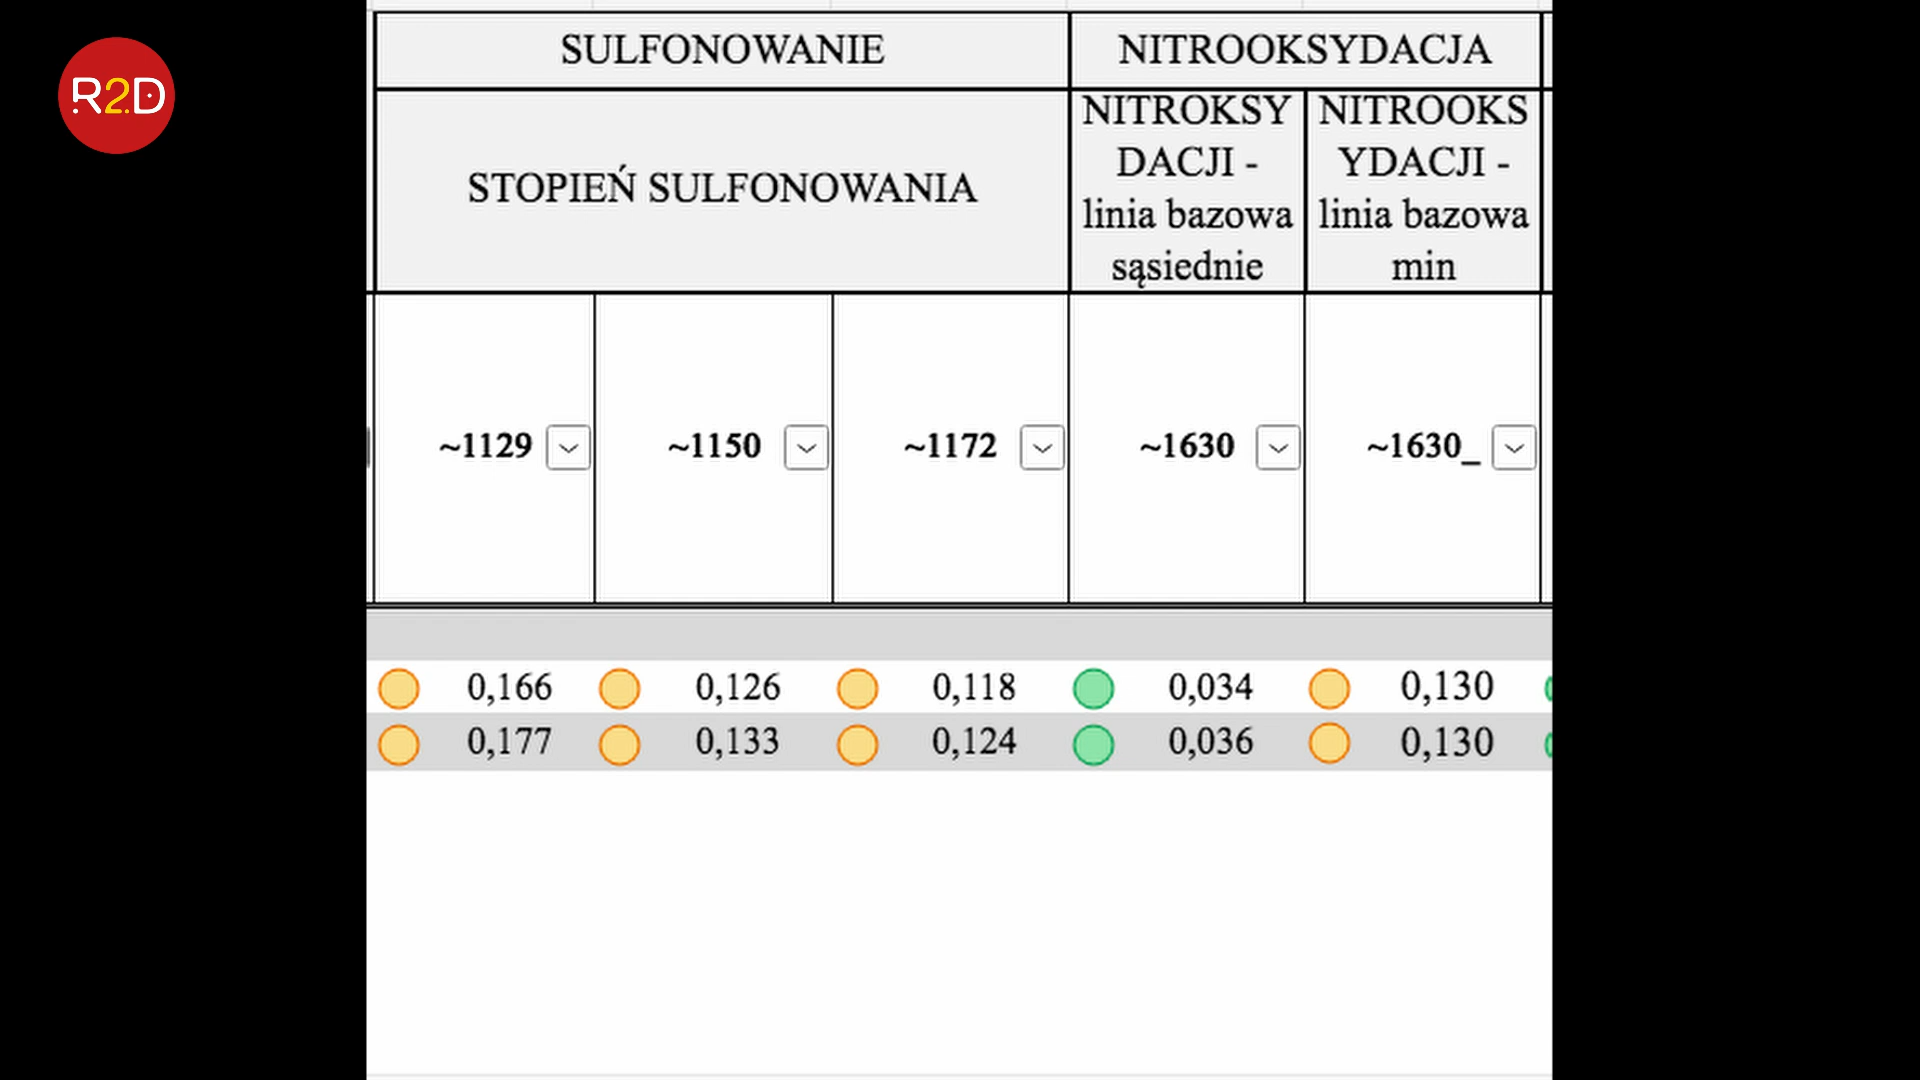 R2D
SULFONOWANIE NITROOKSYDACJA
STOPIEŃ SULFONOWANIA
NITROKSY
DACJI -
linia bazowa
sąsiednie
NITROOKS
YDACJI -
linia bazowa
min
~1129 ~1150 ~1172 ~1630 ~1630_
0,166 0,126 0,118 0,034 0,130
0,177 0,133 0,124 0,036 0,130